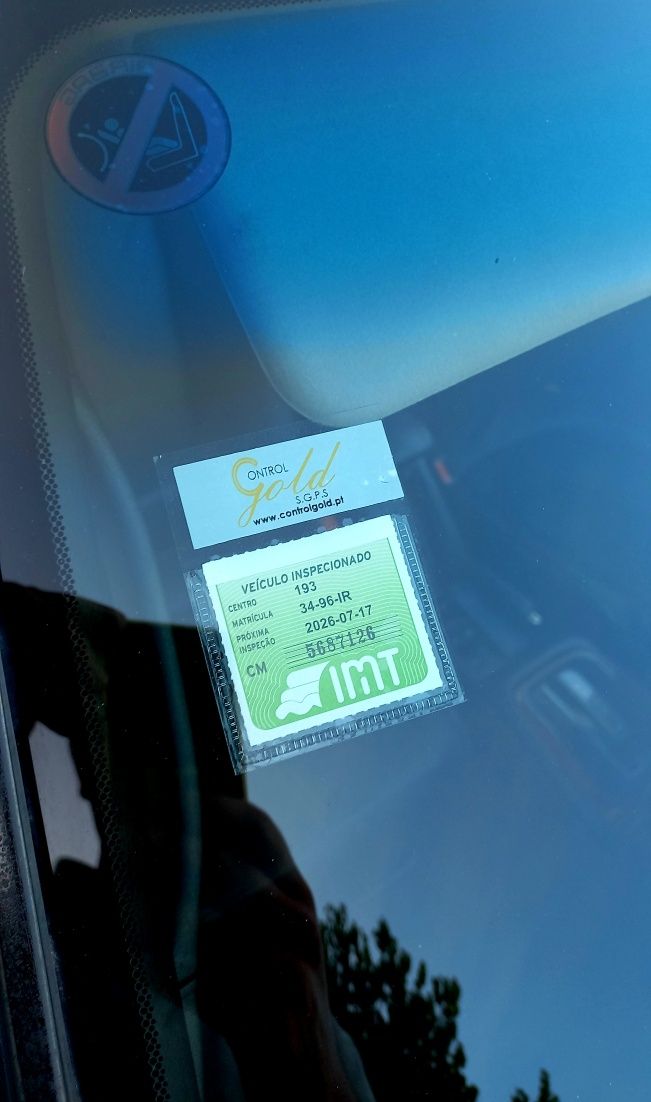 AIRBAG
CONTROL
Gold
S.G.P.S
www.controlgold.pt
VEÍCULO INSPECIONADO
CENTRO 193
MATRÍCULA 34-96-IR
PRÓXIMA
INSPEÇÃO 2026-07-17
CM 5687126
IMT